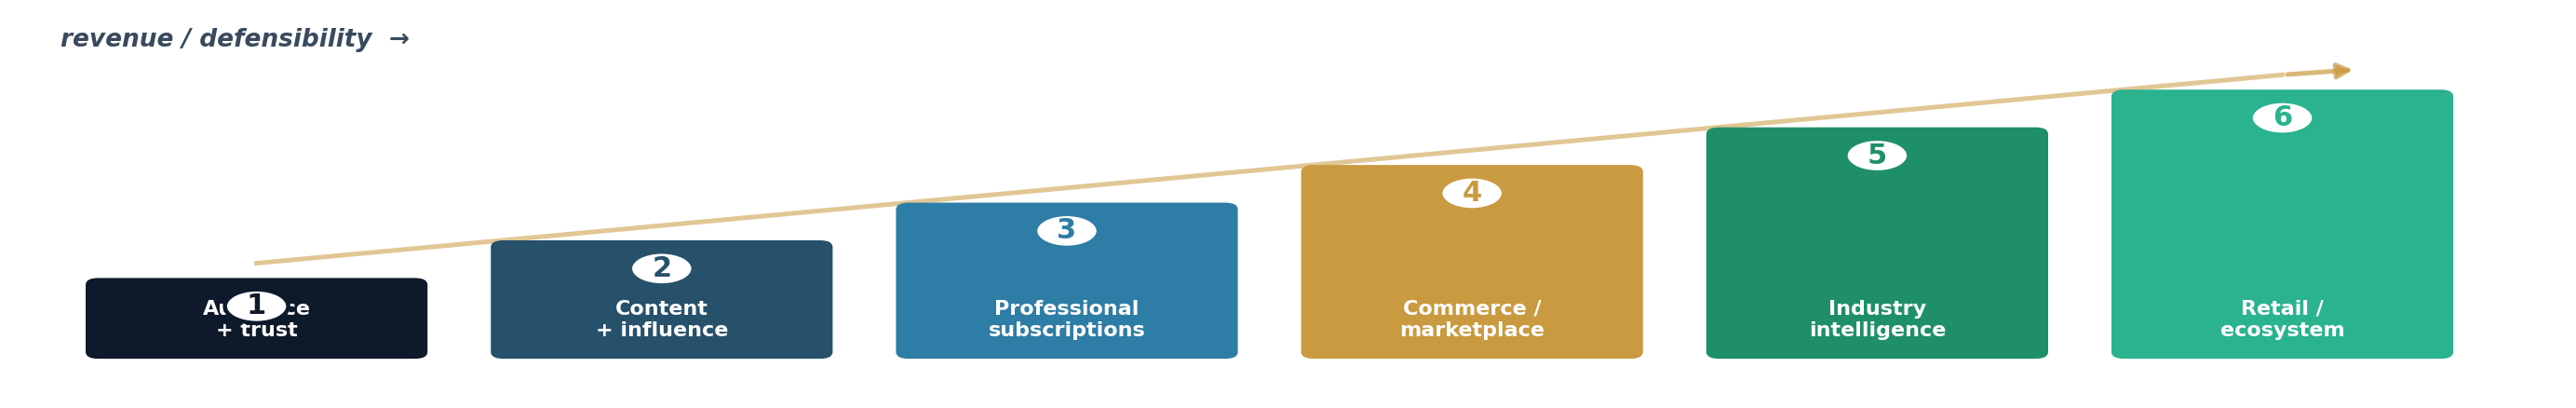 revenue / defensibility →
1
+ trust
2
Content
+ influence
3
Professional
subscriptions
4
Commerce /
marketplace
5
Industry
intelligence
6
Retail /
ecosystem